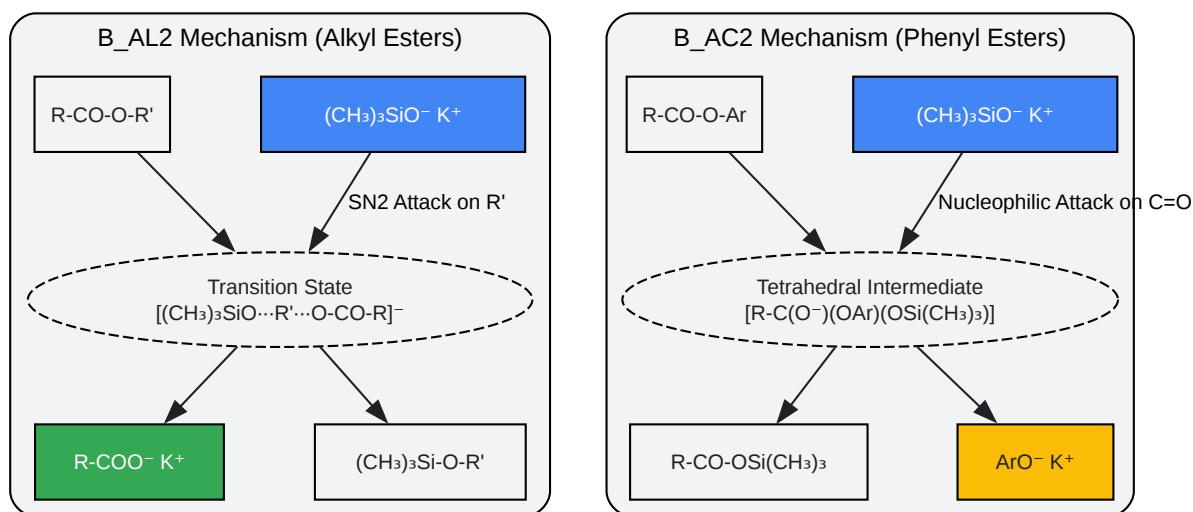 B_AL2 Mechanism (Alkyl Esters)
R-CO-O-R'
(CH₃)₃SiO⁻ K⁺
SN2 Attack on R'
Transition State
[(CH₃)₃SiO···R'···O-CO-R]⁻
R-COO⁻ K⁺
(CH₃)₃Si-O-R'
B_AC2 Mechanism (Phenyl Esters)
R-CO-O-Ar
(CH₃)₃SiO⁻ K⁺
Nucleophilic Attack on C=O
Tetrahedral Intermediate
[R-C(O⁻)(OAr)(OSi(CH₃)₃)]
R-CO-OSi(CH₃)₃
ArO⁻ K⁺